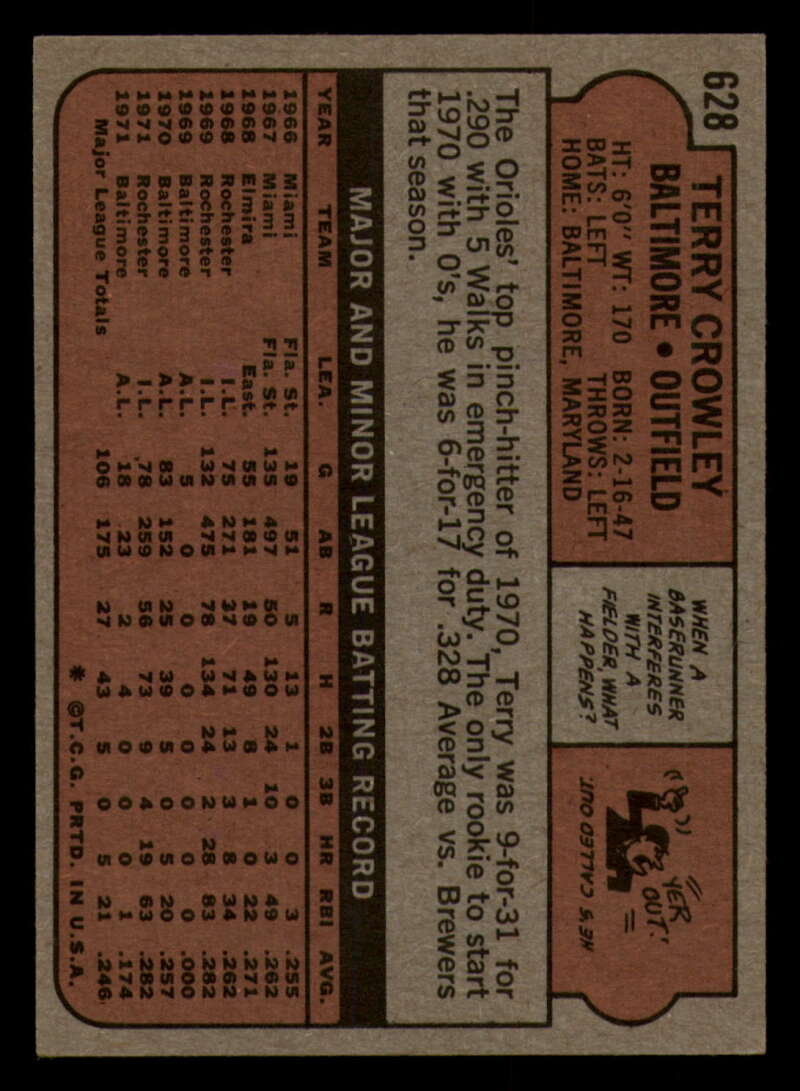 628
TERRY CROWLEY
BALTIMORE • OUTFIELD
HT: 6'0" WT: 170 BORN: 2-16-47
BATS: LEFT THROWS: LEFT
HOME: BALTIMORE, MARYLAND
WHEN A
BASERUNNER
INTERFERES
WITH A
FIELDER, WHAT
HAPPENS?
YER
OUT!
HE'S CALLED OUT.
The Orioles' top pinch-hitter of 1970, Terry was 9-for-31 for
.290 with 5 Walks in emergency duty. The only rookie to start
1970 with O's, he was 6-for-17 for .328 Average vs. Brewers
that season.
MAJOR AND MINOR LEAGUE BATTING RECORD
YEAR TEAM LEA. G AB R H 2B 3B HR RBI AVG.
1966 Miami Fla. St. 19 51 5 13 1 0 0 3 .255
1967 Miami Fla. St. 135 497 50 130 24 10 3 49 .262
1968 Elmira East. 55 181 19 49 8 1 0 22 .271
1968 Rochester I.L. 75 271 37 71 13 3 8 34 .262
1969 Rochester I.L. 132 475 78 134 24 2 28 83 .282
1969 Baltimore A.L. 5 0 0 0 0 0 0 0 .000
1970 Baltimore A.L. 83 152 25 39 5 0 5 20 .257
1971 Rochester I.L. 78 259 56 73 9 4 19 63 .282
1971 Baltimore A.L. 18 23 2 4 0 0 0 1 .174
Major League Totals 106 175 27 43 5 0 5 21 .246
* ©T.C.G. PRTD. IN U.S.A.